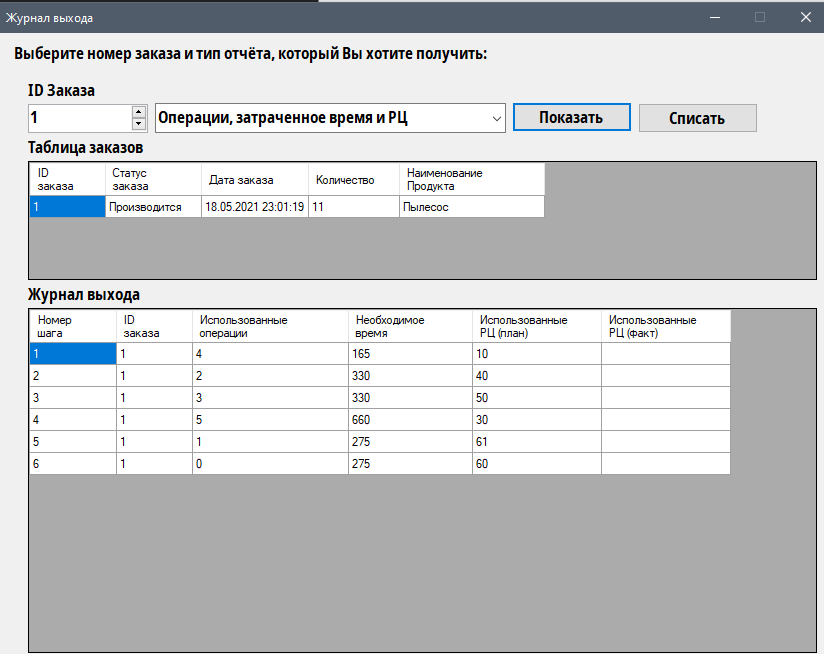 Журнал выхода
Выберите номер заказа и тип отчёта, который Вы хотите получить:
ID Заказа
1 Операции, затраченное время и РЦ Показать Списать
Таблица заказов
ID заказа Статус заказа Дата заказа Количество Наименование Продукта
1 Производится 18.05.2021 23:01:19 11 Пылесос
Журнал выхода
Номер шага ID заказа Использованные операции Необходимое время Использованные РЦ (план) Использованные РЦ (факт)
1 1 4 165 10
2 1 2 330 40
3 1 3 330 50
4 1 5 660 30
5 1 1 275 61
6 1 0 275 60